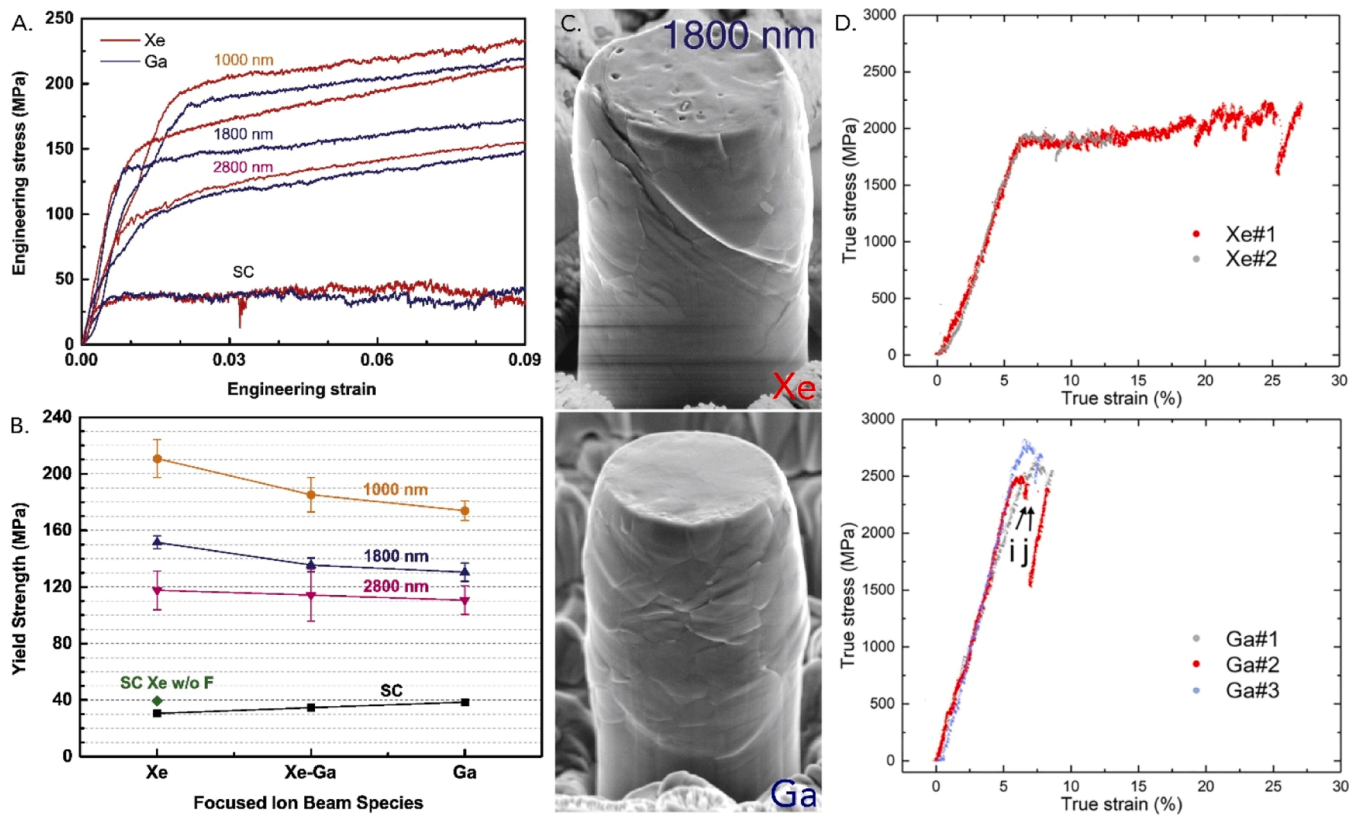 A.
250
200
150
100
50
0
Engineering stress (MPa)
Xe
Ga
1000 nm
1800 nm
2800 nm
SC
0.00
0.03
0.06
0.09
Engineering strain
B.
240
200
160
120
80
40
0
Yield Strength (MPa)
1000 nm
1800 nm
2800 nm
SC Xe w/o F
SC
Xe
Xe-Ga
Ga
Focused Ion Beam Species
C.
1800 nm
Xe
Ga
D.
3000
2500
2000
1500
1000
500
0
True stress (MPa)
Xe#1
Xe#2
0
5
10
15
20
25
30
True strain (%)
3000
2500
2000
1500
1000
500
0
True stress (MPa)
i j
Ga#1
Ga#2
Ga#3
0
5
10
15
20
25
30
True strain (%)